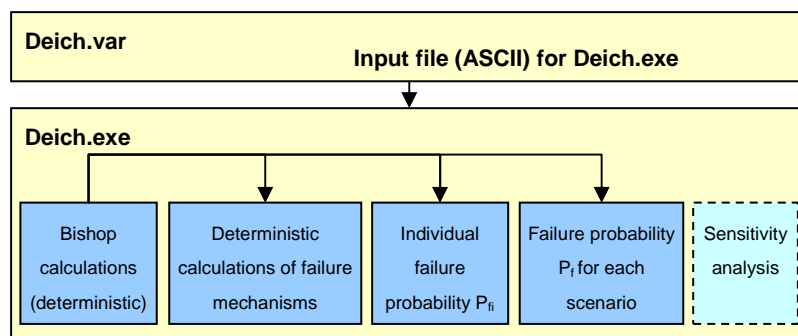 Deich.var
Input file (ASCII) for Deich.exe
Deich.exe
Bishop
calculations
(deterministic)
Deterministic
calculations of failure
mechanisms
Individual
failure
probability Pfi
Failure probability
Pf for each
scenario
Sensitivity
analysis